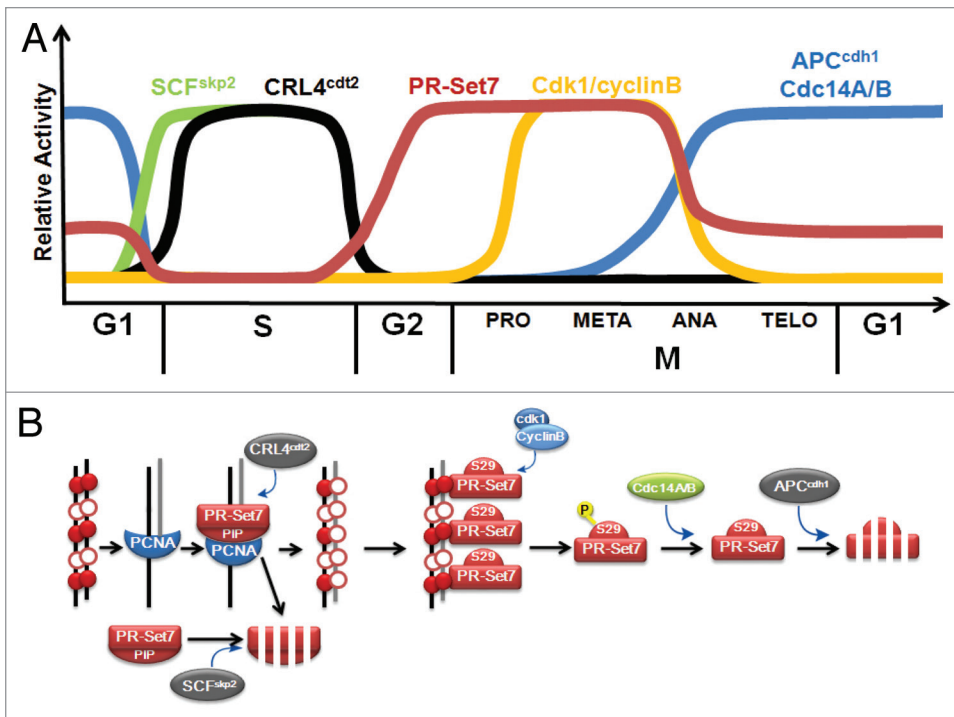 A
Relative Activity
SCFskp2
CRL4cdt2
PR-Set7
Cdk1/cyclinB
APCcdh1
Cdc14A/B
G1
S
G2
PRO
META
ANA
TELO
G1
M
B
CRL4cdt2
PR-Set7
PIP
PCNA
PCNA
PR-Set7
PIP
SCFskp2
cdk1
CyclinB
S29
PR-Set7
S29
PR-Set7
S29
PR-Set7
P
S29
PR-Set7
Cdc14A/B
S29
PR-Set7
APCcdh1